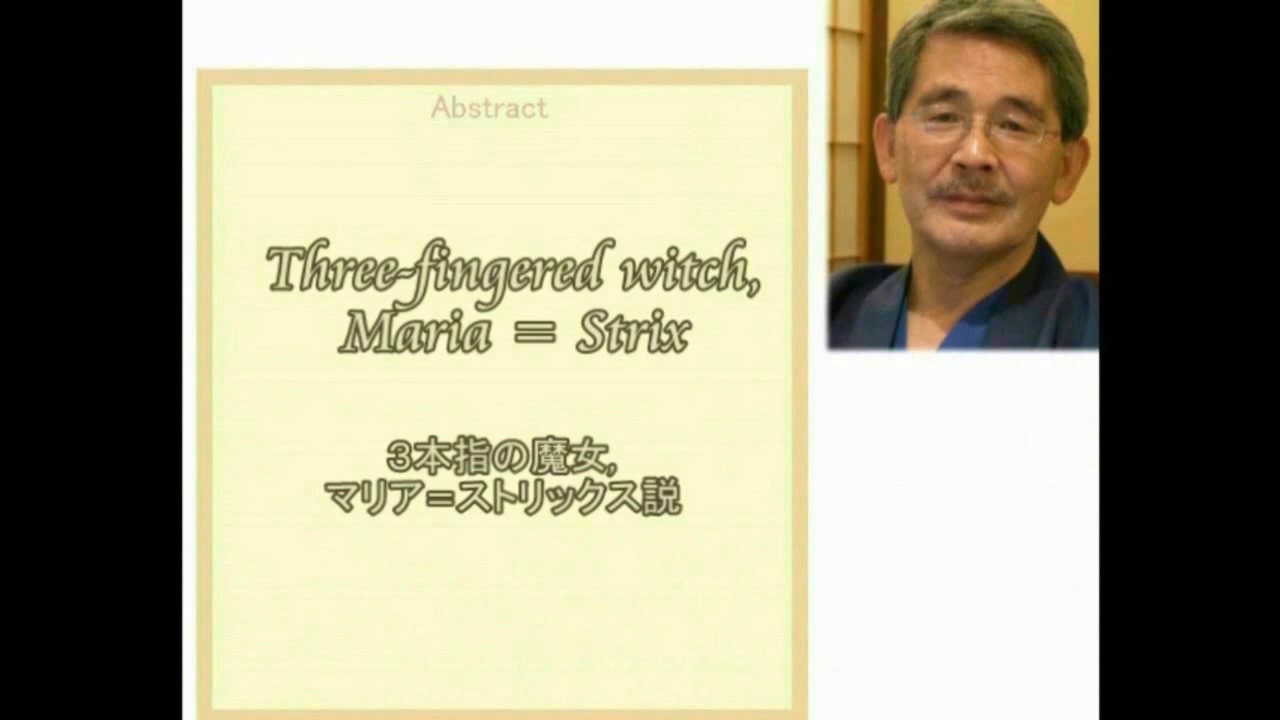 Abstract
Three-fingered witch,
Maria = Strix
3本指の魔女,
マリア=ストリックス説